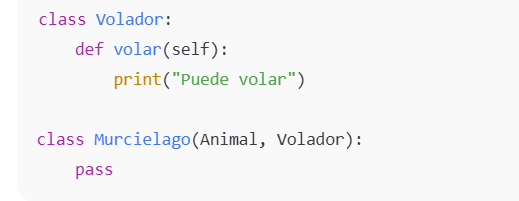 class Volador:
    def volar(self):
        print("Puede volar")
class Murcielago(Animal, Volador):
    pass